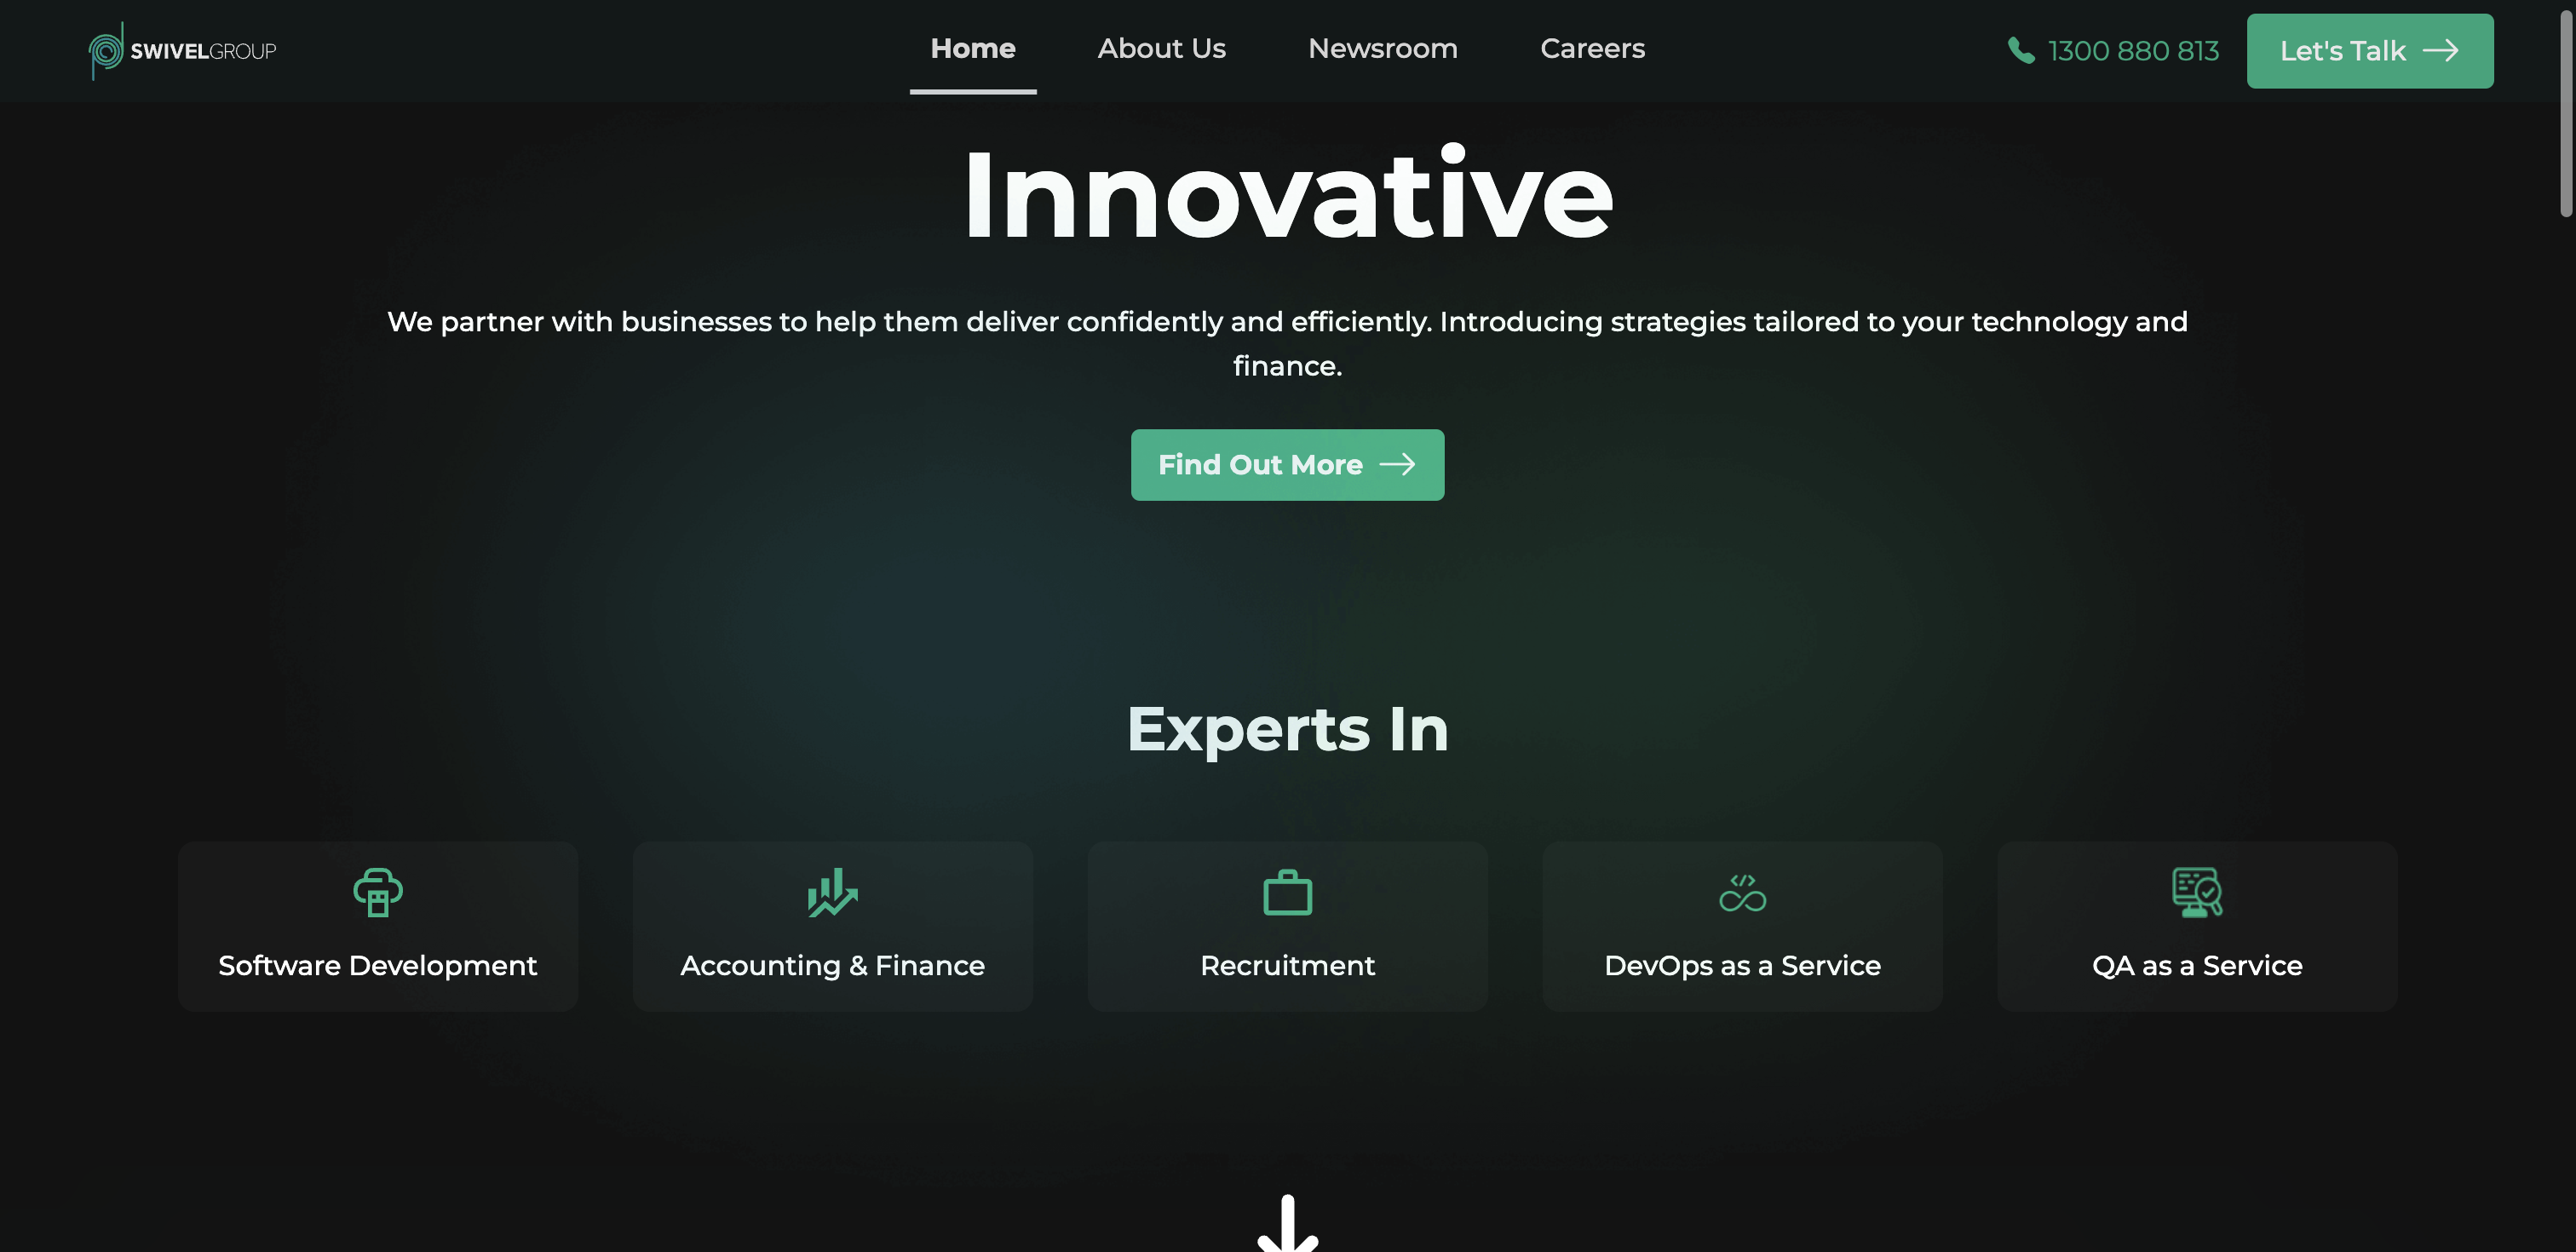 SWIVELGROUP
Home
About Us
Newsroom
Careers
1300 880 813
Let's Talk
Innovative
We partner with businesses to help them deliver confidently and efficiently. Introducing strategies tailored to your technology and
finance.
Find Out More
Experts In
Software Development
Accounting & Finance
Recruitment
DevOps as a Service
QA as a Service